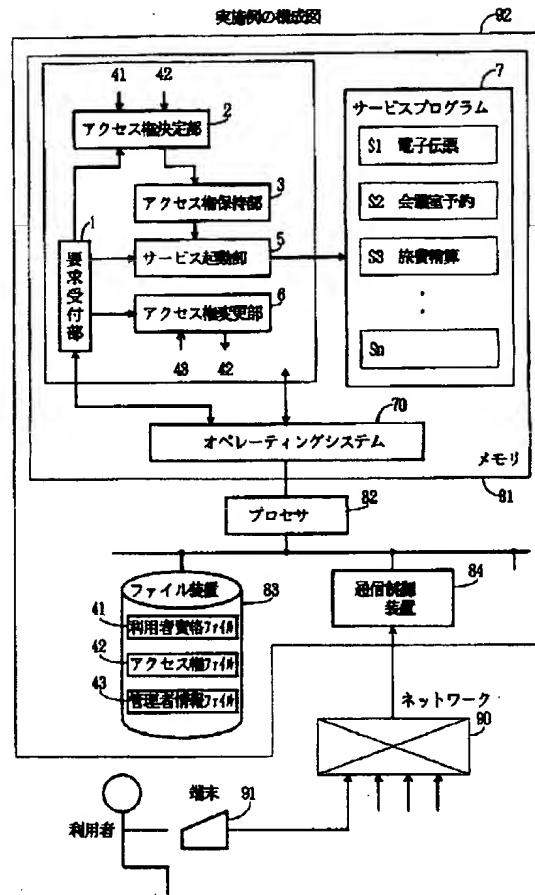 実施例の構成図
92
41
42
2
アクセス権決定部
3
アクセス権保持部
1
要求受付部
5
サービス起動部
6
アクセス権変更部
43
42
7
サービスプログラム
S1 電子伝票
S2 会議室予約
S3 旅費精算
Sn
70
オペレーティングシステム
メモリ
81
82
プロセサ
ファイル装置
83
41
利用者資格ファイル
42
アクセス権ファイル
43
管理者情報ファイル
84
通信制御
装置
ネットワーク
90
端末
91
利用者